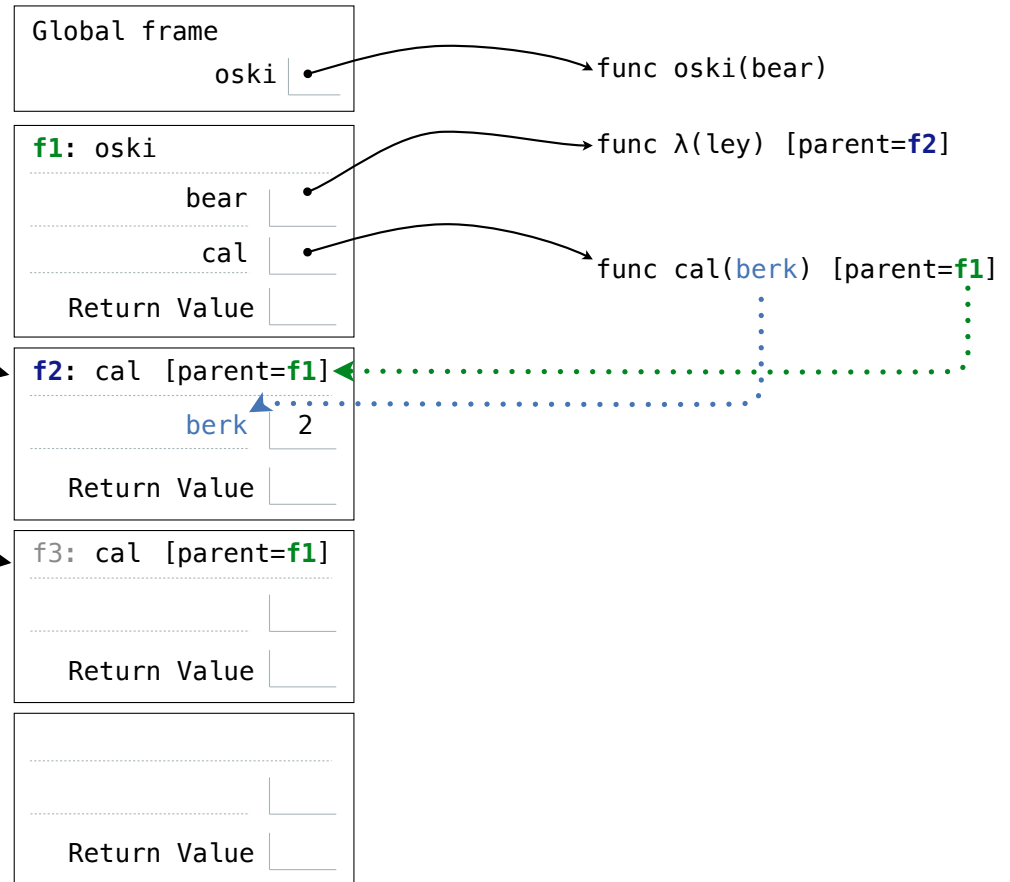 Global frame
oski
func oski(bear)
f1: oski
func λ(ley) [parent=f2]
bear
cal
func cal(berk) [parent=f1]
Return Value
f2: cal [parent=f1]
berk 2
Return Value
f3: cal [parent=f1]
Return Value
Return Value